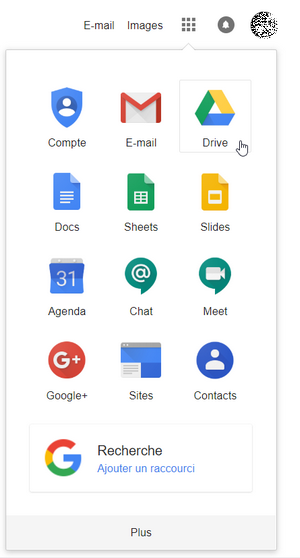 E-mail Images
Compte E-mail Drive
Docs Sheets Slides
31
Agenda Chat Meet
G+
Google+ Sites Contacts
Recherche
Ajouter un raccourci
Plus